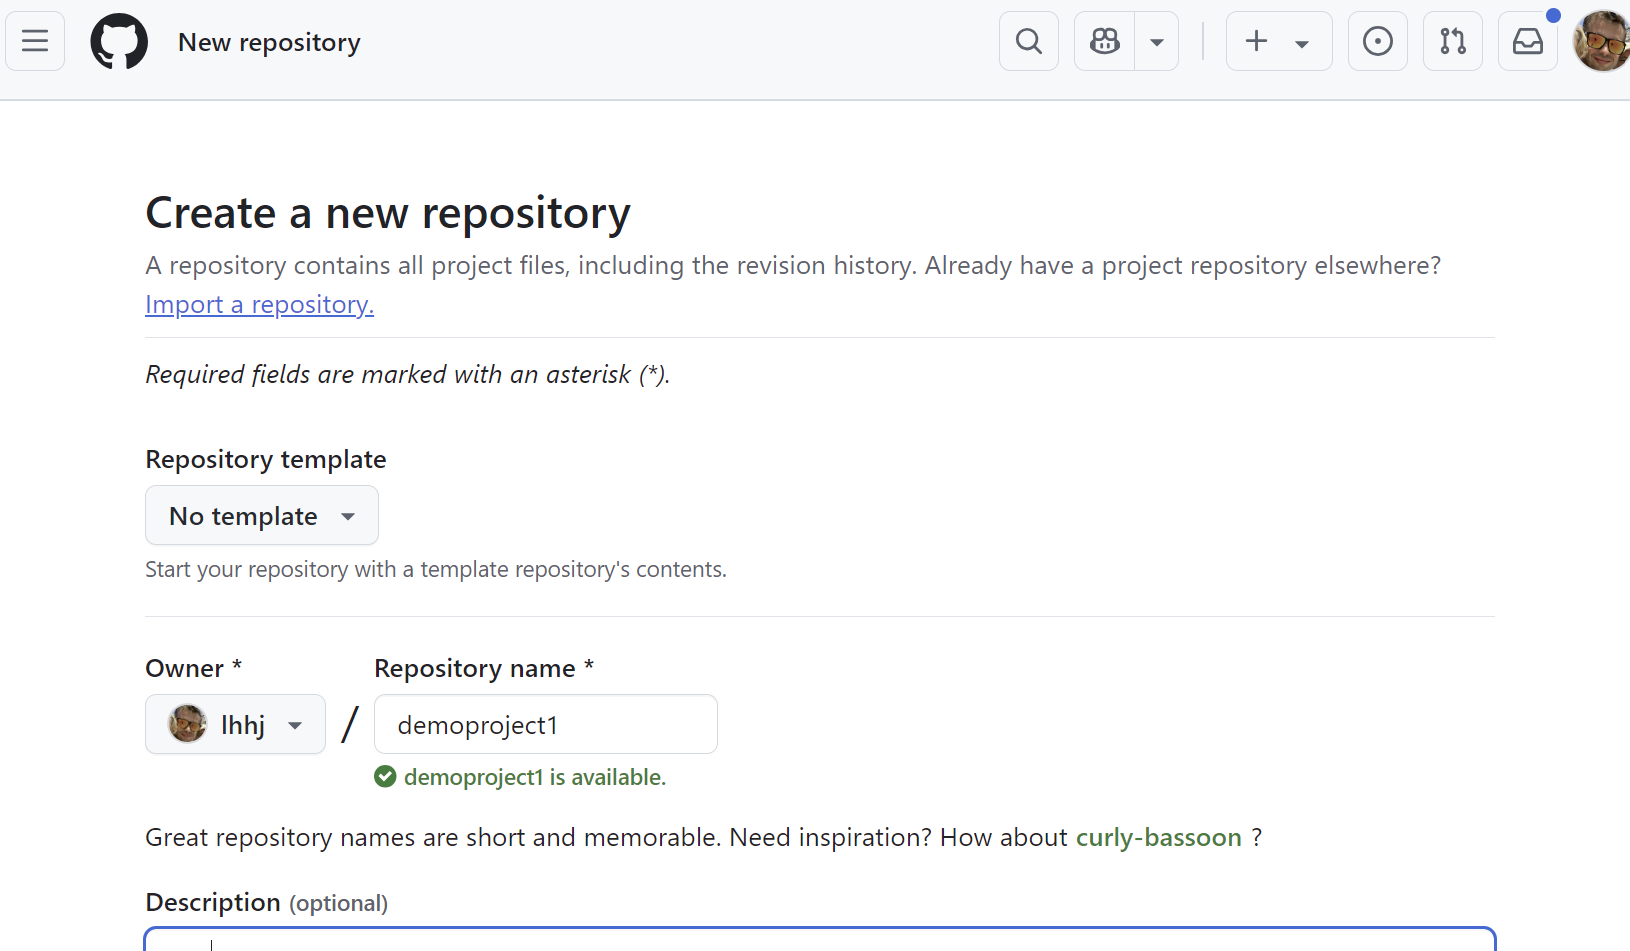 New repository
Create a new repository
A repository contains all project files, including the revision history. Already have a project repository elsewhere?
Import a repository.
Required fields are marked with an asterisk (*).
Repository template
No template
Start your repository with a template repository's contents.
Owner *
Repository name *
lhhj
/
demoproject1
demoproject1 is available.
Great repository names are short and memorable. Need inspiration? How about curly-bassoon ?
Description (optional)